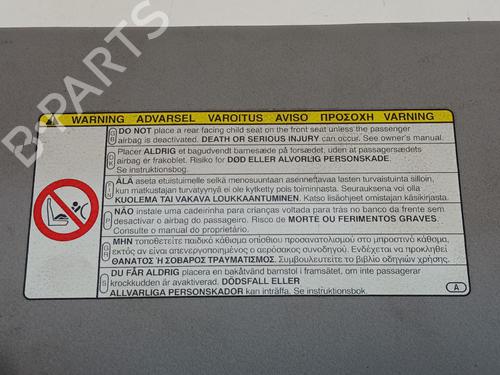 WARNING ADVARSEL VAROITUS AVISO ΠΡΟΣΟΧΗ VARNING
DO NOT place a rear facing child seat on the front seat unless the passenger
airbag is deactivated. DEATH OR SERIOUS INJURY can occur. See owner's manual.
Placer ALDRIG et bagudvendt barnesæde på forsædet, uden at passagersædets
airbag er frakoblet. Risiko for DØD ELLER ALVORLIG PERSONSKADE.
Se instruktionsbogen.
ÄLÄ aseta etuistuimelle selkä menosuuntaan asennettavaa lasten turvaistuinta silloin,
kun matkustajan turvatyynyä ei ole kytketty pois toiminnasta. Seurauksena voi olla
KUOLEMA TAI VAKAVA LOUKKAANTUMINEN. Katso lisäohjeet omistajan käsikirjasta.
P
NÃO instale uma cadeirinha para crianças voltada para trás no banco da frente sem
desactivar o airbag do passageiro. Risco de MORTE OU FERIMENTOS GRAVES.
Consulte o manual do proprietário.
ΜΗΝ τοποθετείτε παιδικό κάθισμα οπίσθιου προσανατολισμού στο μπροστινό κάθισμα,
εκτός αν είναι απενεργοποιημένος ο αερόσακος συνοδηγού. Ενδέχεται να προκληθεί
ΘΑΝΑΤΟΣ Ή ΣΟΒΑΡΟΣ ΤΡΑΥΜΑΤΙΣΜΟΣ. Συμβουλευτείτε το βιβλίο οδηγιών χρήσης.
S
DU FÅR ALDRIG placera en bakåtvänd barnstol i framsätet, om inte passagerar
krockkudden är avaktiverad. DÖDSFALL ELLER
ALLVARLIGA PERSONSKADOR kan inträffa. Se instruktionsbok.
A
B-PARTS